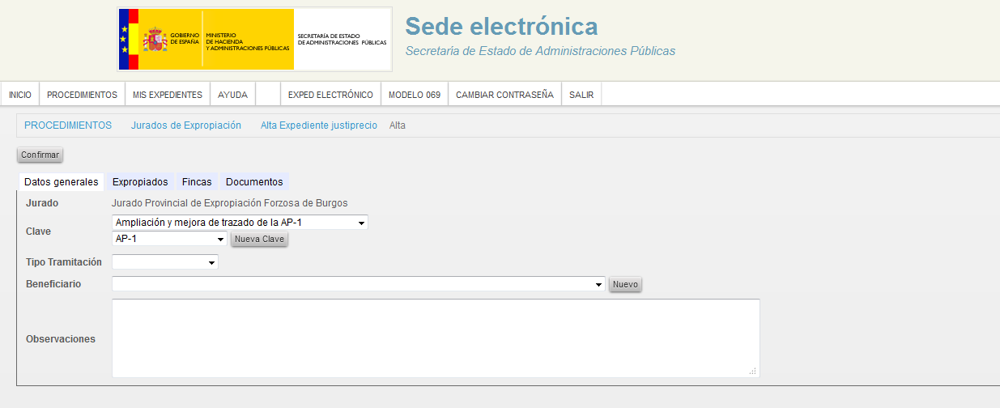 GOBIERNO
DE ESPAÑA
MINISTERIO
DE HACIENDA
Y ADMINISTRACIONES PÚBLICAS
SECRETARÍA DE ESTADO
DE ADMINISTRACIONES PÚBLICAS
Sede electrónica
Secretaria de Estado de Administraciones Públicas
INICIO PROCEDIMIENTOS MIS EXPEDIENTES AYUDA EXPED ELECTRÓNICO MODELO 069 CAMBIAR CONTRASEÑA SALIR
PROCEDIMIENTOS Jurados de Expropiación Alta Expediente justiprecio Alta
Confirmar
Datos generales Expropiados Fincas Documentos
Jurado Jurado Provincial de Expropiación Forzosa de Burgos
Clave
Ampliación y mejora de trazado de la AP-1
AP-1 Nueva Clave
Tipo Tramitación
Beneficiario Nuevo
Observaciones